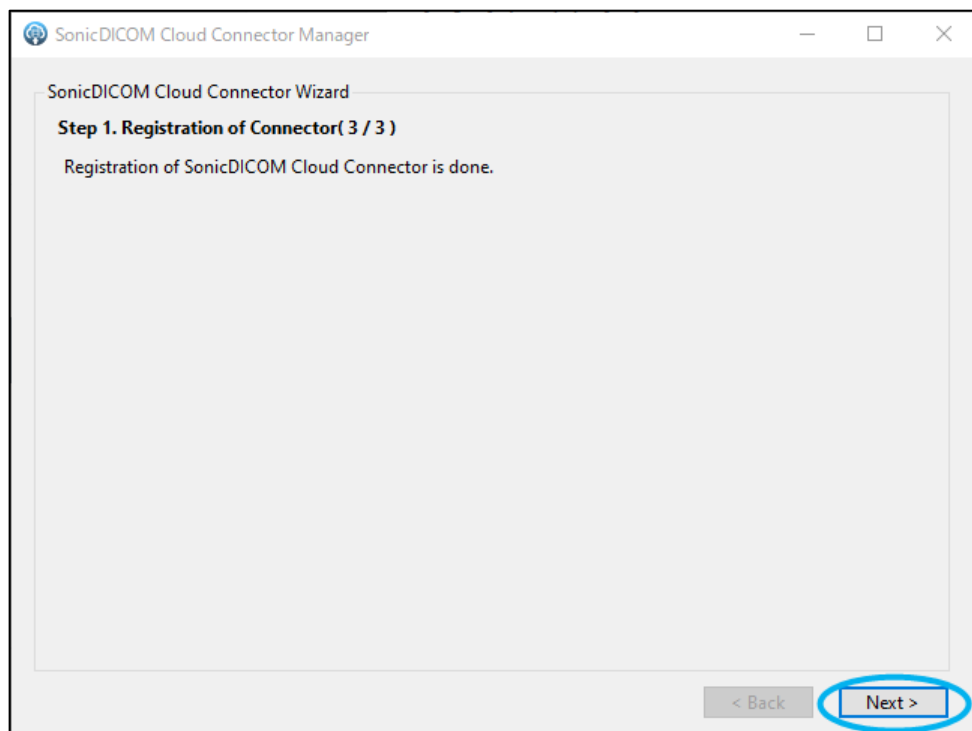 SonicDICOM Cloud Connector Manager
SonicDICOM Cloud Connector Wizard
Step 1. Registration of Connector( 3 / 3 )
Registration of SonicDICOM Cloud Connector is done.
< Back
Next >